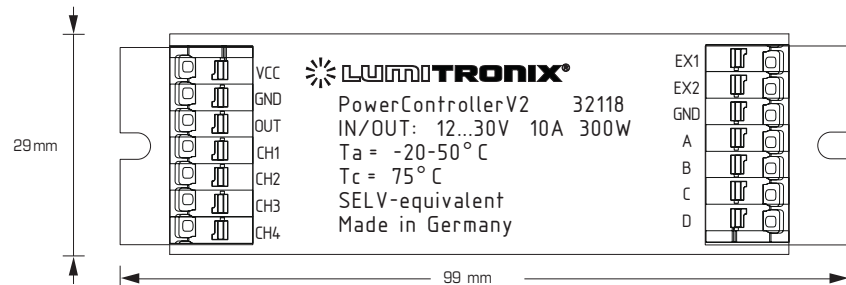 29mm
VCC
GND
OUT
CH1
CH2
CH3
CH4
LUMITRONIX®
PowerControllerV2 32118
IN/OUT: 12...30V 10A 300W
Ta = -20-50°C
Tc = 75°C
SELV-equivalent
Made in Germany
EX1
EX2
GND
A
B
C
D
99 mm